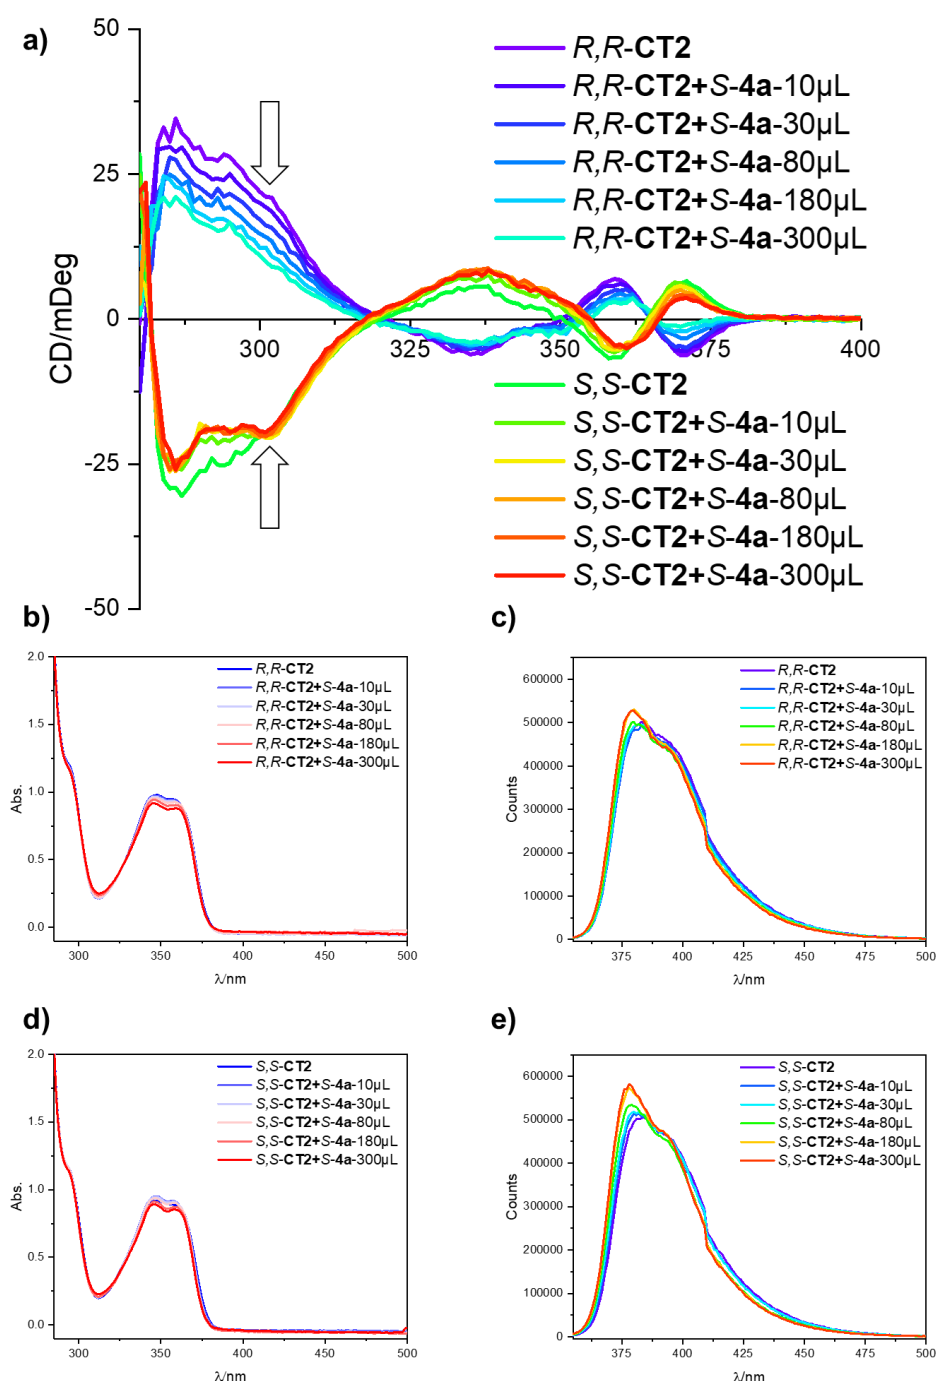 a)
50
25
0
-25
-50
CD/mDeg
300
325
350
375
400
R,R-CT2
R,R-CT2+S-4a-10µL
R,R-CT2+S-4a-30µL
R,R-CT2+S-4a-80µL
R,R-CT2+S-4a-180µL
R,R-CT2+S-4a-300µL
S,S-CT2
S,S-CT2+S-4a-10µL
S,S-CT2+S-4a-30µL
S,S-CT2+S-4a-80µL
S,S-CT2+S-4a-180µL
S,S-CT2+S-4a-300µL
b)
2.0
1.5
1.0
0.5
0.0
Abs.
R,R-CT2
R,R-CT2+S-4a-10µL
R,R-CT2+S-4a-30µL
R,R-CT2+S-4a-80µL
R,R-CT2+S-4a-180µL
R,R-CT2+S-4a-300µL
300 350 400 450 500
λ/nm
c)
600000
500000
400000
300000
200000
100000
0
Counts
R,R-CT2
R,R-CT2+S-4a-10µL
R,R-CT2+S-4a-30µL
R,R-CT2+S-4a-80µL
R,R-CT2+S-4a-180µL
R,R-CT2+S-4a-300µL
375 400 425 450 475 500
λ/nm
d)
2.0
1.5
1.0
0.5
0.0
Abs.
S,S-CT2
S,S-CT2+S-4a-10µL
S,S-CT2+S-4a-30µL
S,S-CT2+S-4a-80µL
S,S-CT2+S-4a-180µL
S,S-CT2+S-4a-300µL
300 350 400 450 500
λ/nm
e)
600000
500000
400000
300000
200000
100000
0
Counts
S,S-CT2
S,S-CT2+S-4a-10µL
S,S-CT2+S-4a-30µL
S,S-CT2+S-4a-80µL
S,S-CT2+S-4a-180µL
S,S-CT2+S-4a-300µL
375 400 425 450 475 500
λ/nm